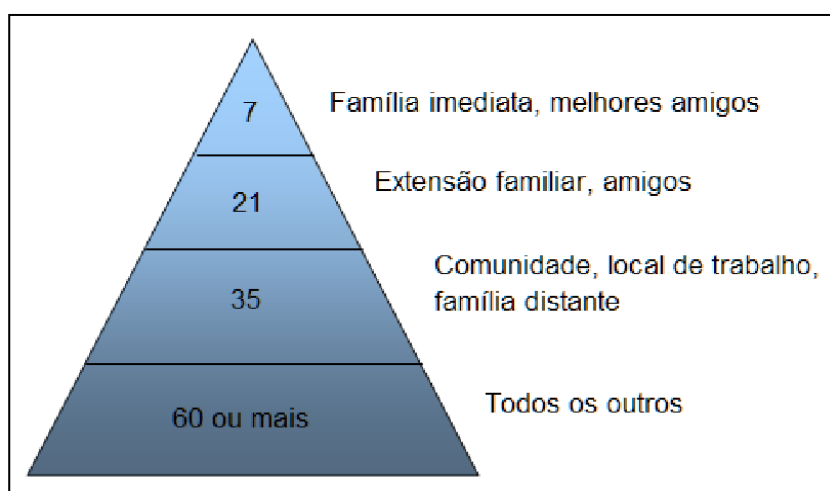 7
Família imediata, melhores amigos
21
Extensão familiar, amigos
35
Comunidade, local de trabalho,
família distante
60 ou mais
Todos os outros